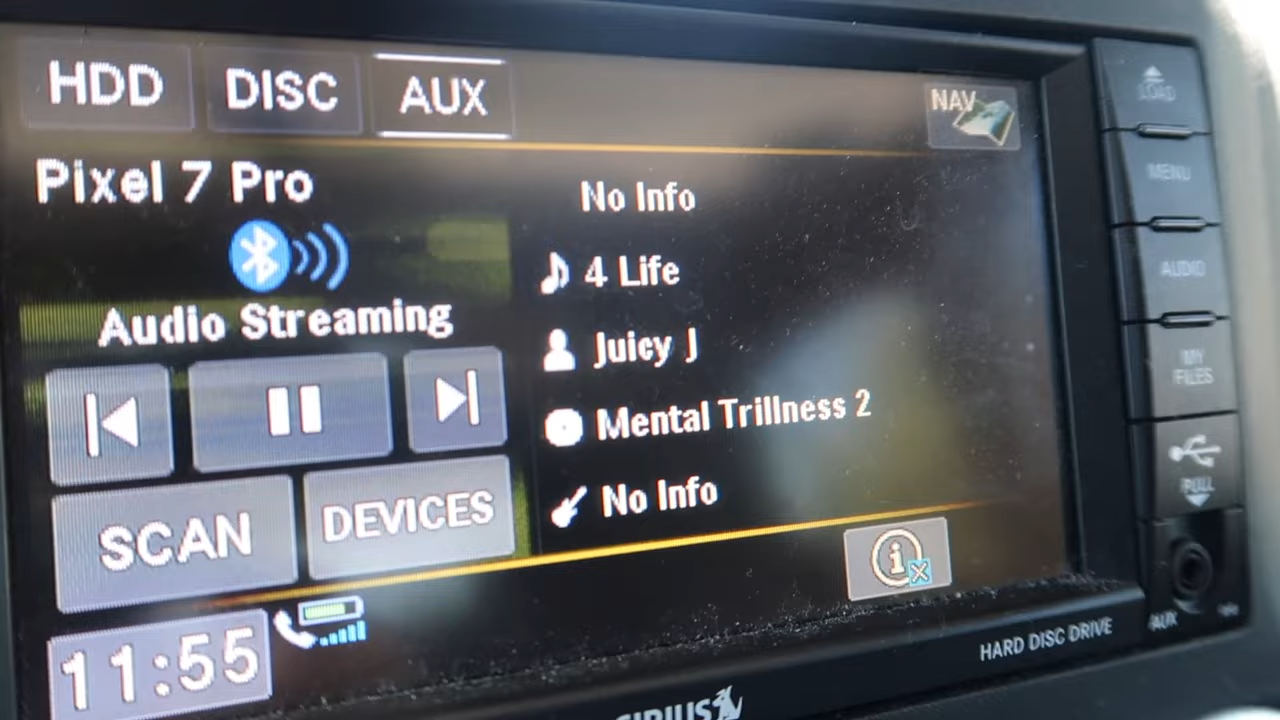 HDD DISC AUX NAV
Pixel 7 Pro
No Info
4 Life
Audio Streaming
Juicy J
Mental Trillness 2
No Info
SCAN DEVICES
11:55
LOAD
MENU
AUDIO
MY
FILES
PULL
AUX
HARD DISC DRIVE
SIRIUS